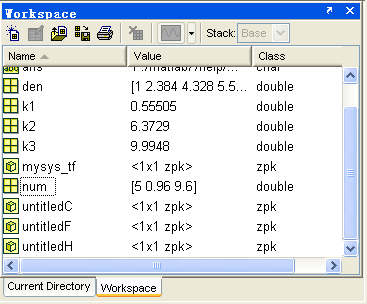 Workspace
Stack: Base
Name Value Class
ans char
den [1 2.384 4.328 5.5... double
k1 0.55505 double
k2 6.3729 double
k3 9.9948 double
mysys_tf <1x1 zpk> zpk
num [5 0.96 9.6] double
untitledC <1x1 zpk> zpk
untitledF <1x1 zpk> zpk
untitledH <1x1 zpk> zpk
Current Directory Workspace